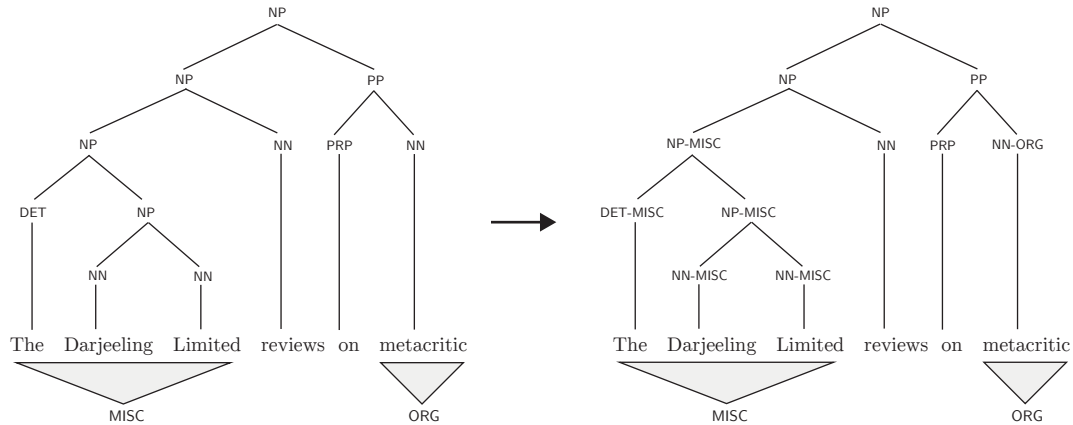 NP NP
NP PP NP PP
NP NN PRP NN NP-MISC NN PRP NN-ORG
DET NP DET-MISC NP-MISC
NN NN NN-MISC NN-MISC
The Darjeeling Limited reviews on metacritic The Darjeeling Limited reviews on metacritic
MISC ORG MISC ORG